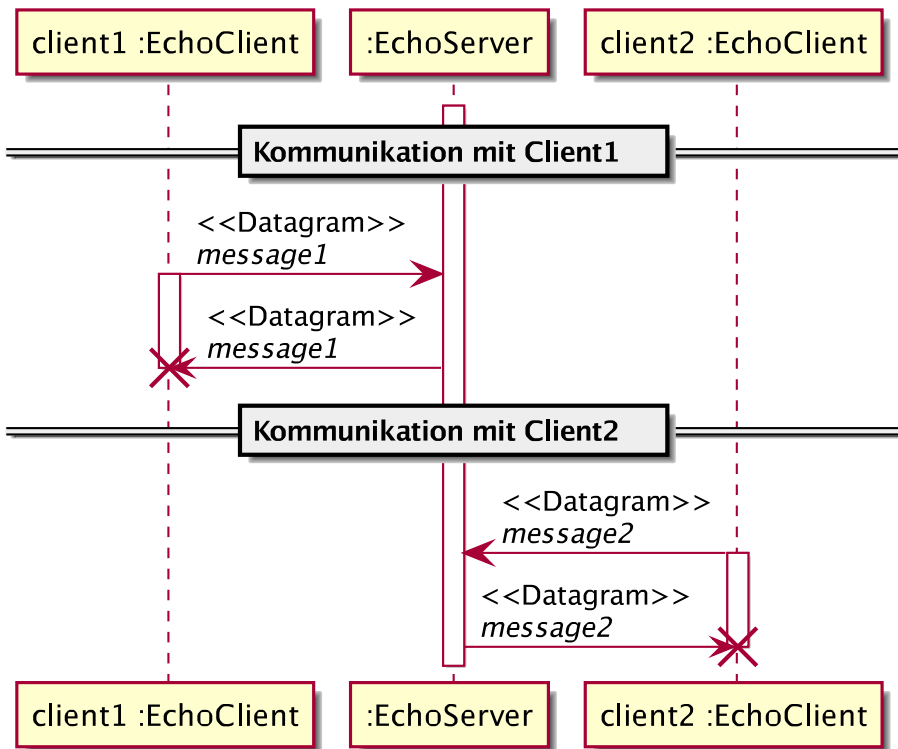 client1 :EchoClient
:EchoServer
client2 :EchoClient
Kommunikation mit Client1
<<Datagram>>
message1
<<Datagram>>
message1
Kommunikation mit Client2
<<Datagram>>
message2
<<Datagram>>
message2
client1 :EchoClient
:EchoServer
client2 :EchoClient